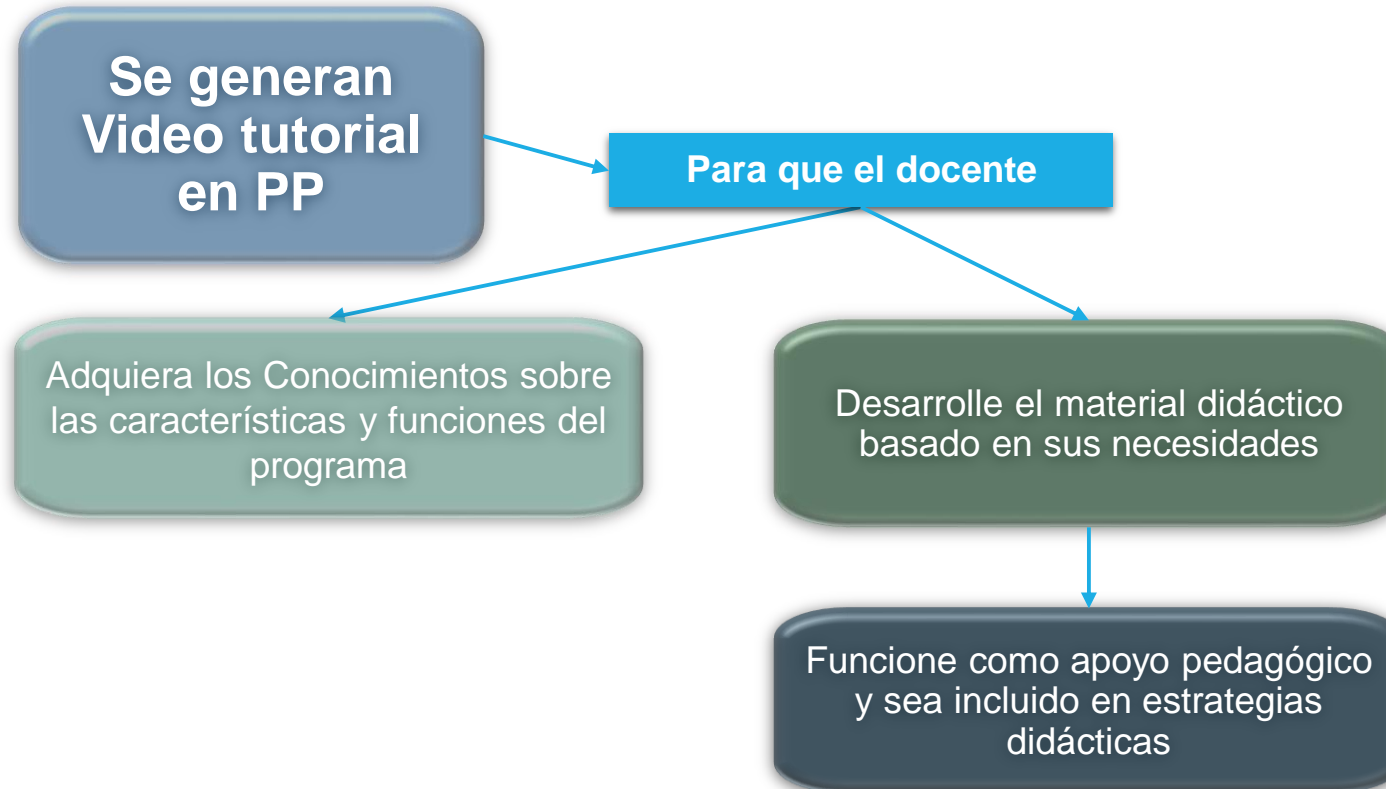 Se generan
Video tutorial
en PP
Para que el docente
Adquiera los Conocimientos sobre
las características y funciones del
programa
Desarrolle el material didáctico
basado en sus necesidades
Funcione como apoyo pedagógico
y sea incluido en estrategias
didácticas